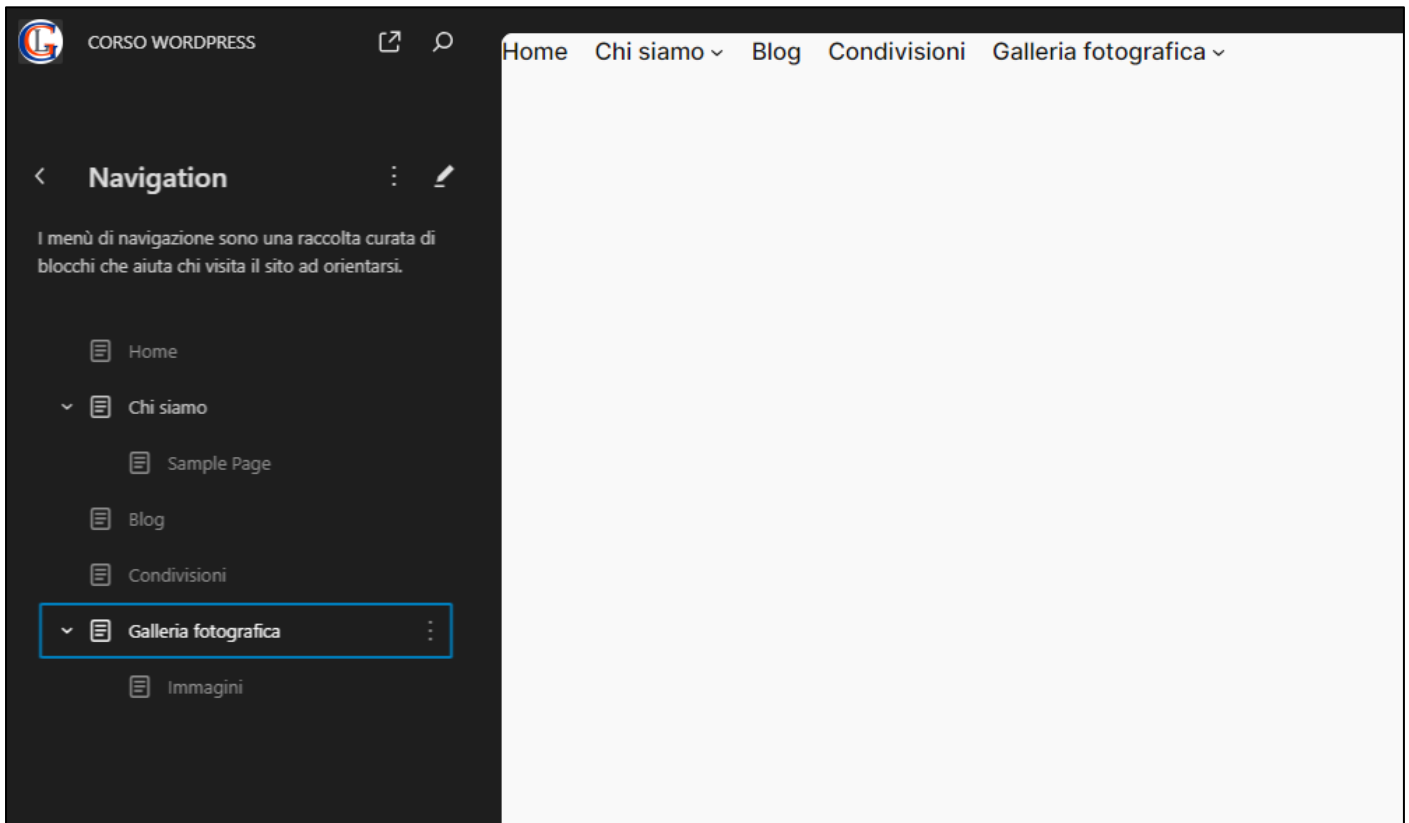 CORSO WORDPRESS
Home Chi siamo Blog Condivisioni Galleria fotografica
Navigation
I menù di navigazione sono una raccolta curata di
blocchi che aiuta chi visita il sito ad orientarsi.
Home
Chi siamo
Sample Page
Blog
Condivisioni
Galleria fotografica
Immagini